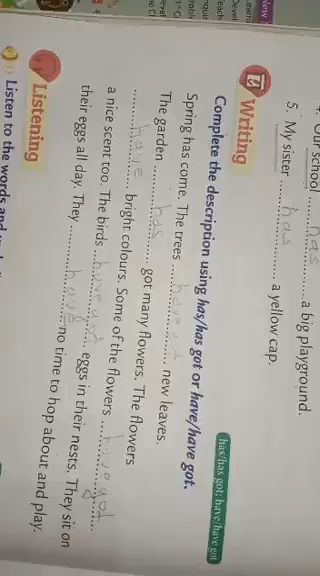 Our school has a big playground.
5. My sister has a yellow cap.
Writing
has/has got; have/have got
Complete the description using has/has got or have/have got.
Spring has come. The trees have got new leaves.
The garden has got many flowers. The flowers
have bright colours. Some of the flowers have got
a nice scent too. The birds have got eggs in their nests. They sit on
their eggs all day. They have no time to hop about and play.
Listening
Listen to the words and